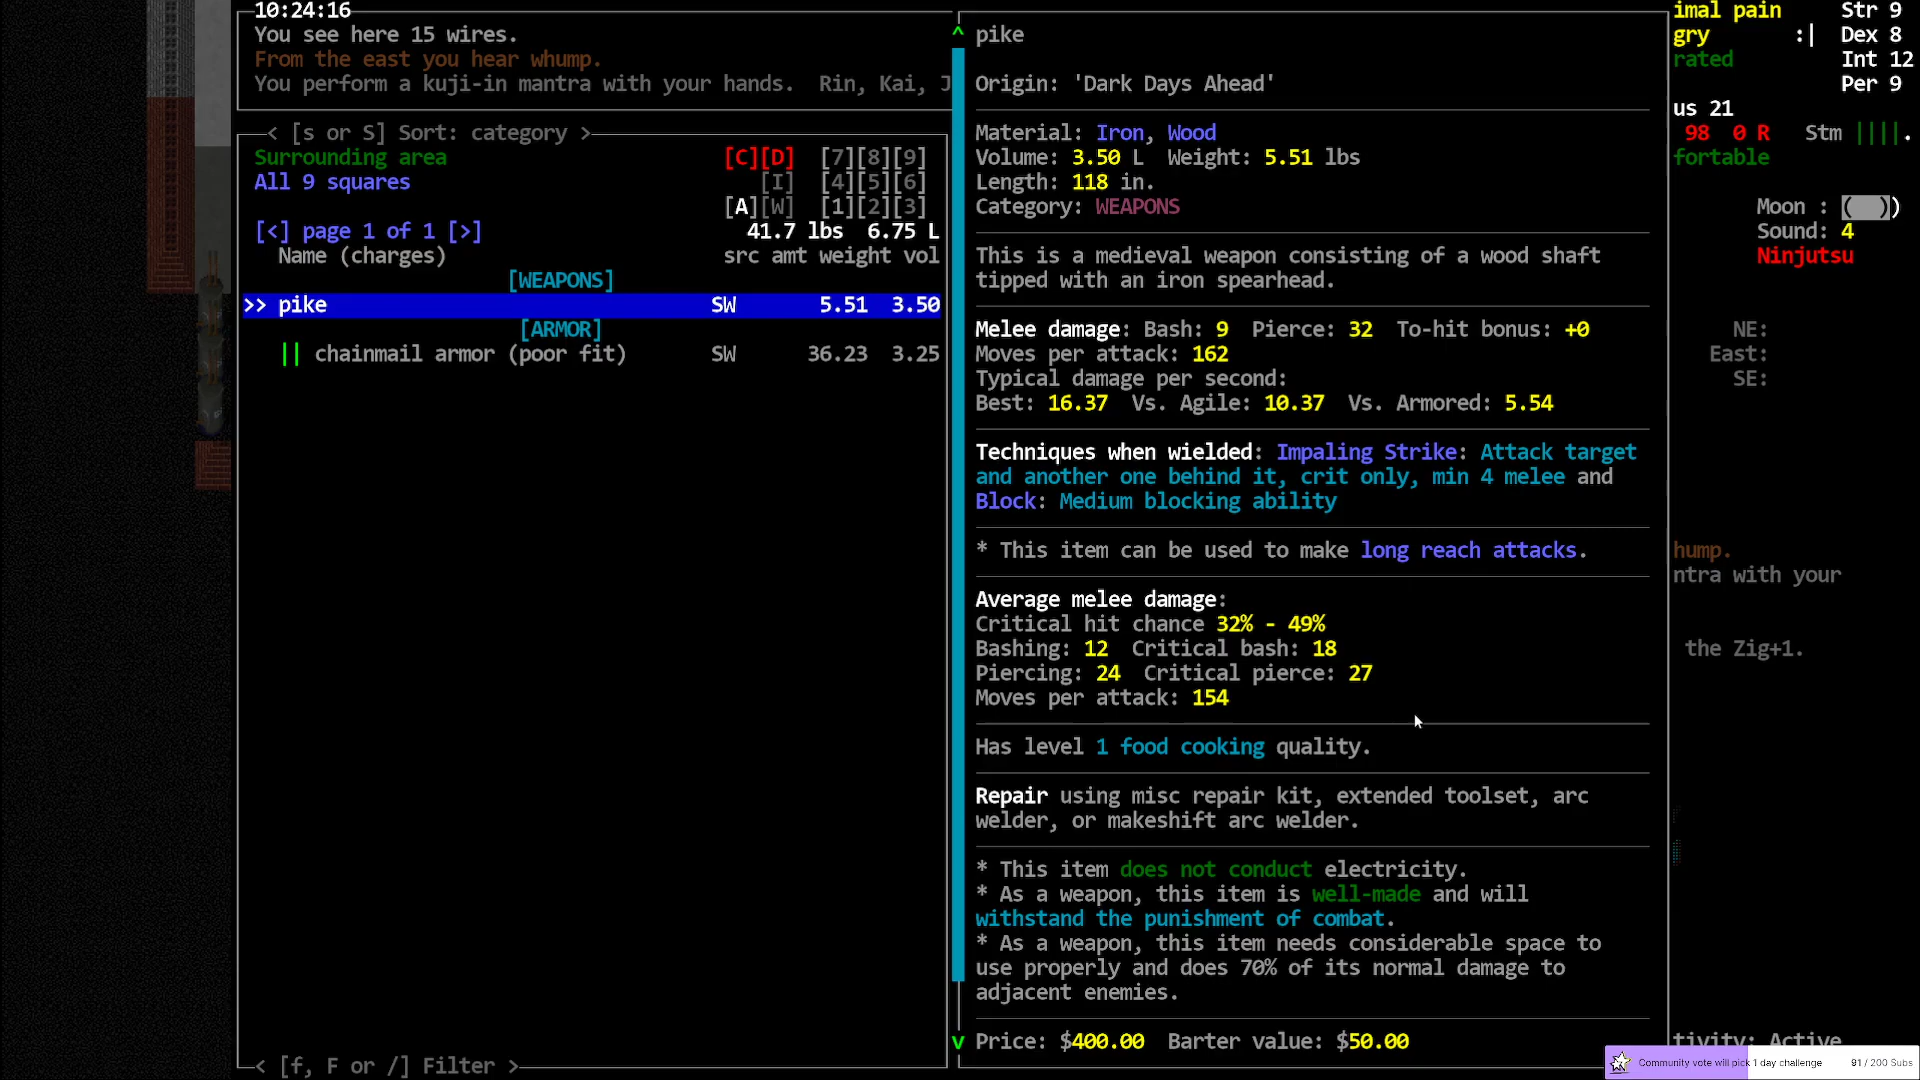 10:24:16
You see here 15 wires.
From the east you hear whump.
You perform a kuji-in mantra with your hands.  Rin, Kai, J
< [s or S] Sort: category >
Surrounding area [C][D] [7][8][9]
All 9 squares [I] [4][5][6]
[A][W] [1][2][3]
[<] page 1 of 1 [>] 41.7 lbs 6.75 L
Name (charges) src amt weight vol
[WEAPONS]
>> pike SW 5.51 3.50
[ARMOR]
|| chainmail armor (poor fit) SW 36.23 3.25
< [f, F or /] Filter >
^ pike
Origin: 'Dark Days Ahead'
Material: Iron, Wood
Volume: 3.50 L Weight: 5.51 lbs
Length: 118 in.
Category: WEAPONS
This is a medieval weapon consisting of a wood shaft
tipped with an iron spearhead.
Melee damage: Bash: 9 Pierce: 32 To-hit bonus: +0
Moves per attack: 162
Typical damage per second:
Best: 16.37 Vs. Agile: 10.37 Vs. Armored: 5.54
Techniques when wielded: Impaling Strike: Attack target
and another one behind it, crit only, min 4 melee and
Block: Medium blocking ability
* This item can be used to make long reach attacks.
Average melee damage:
Critical hit chance 32% - 49%
Bashing: 12 Critical bash: 18
Piercing: 24 Critical pierce: 27
Moves per attack: 154
Has level 1 food cooking quality.
Repair using misc repair kit, extended toolset, arc
welder, or makeshift arc welder.
* This item does not conduct electricity.
* As a weapon, this item is well-made and will
withstand the punishment of combat.
* As a weapon, this item needs considerable space to
use properly and does 70% of its normal damage to
adjacent enemies.
v Price: $400.00 Barter value: $50.00
imal pain Str 9
gry :| Dex 8
rated Int 12
Per 9
us 21
98 0 R Stm ||||.
fortable
Moon : ( ))
Sound: 4
Ninjutsu
NE:
East:
SE:
hump.
ntra with your
the Zig+1.
tivity: Active
Community vote will pick 1 day challenge 91 / 200 Subs